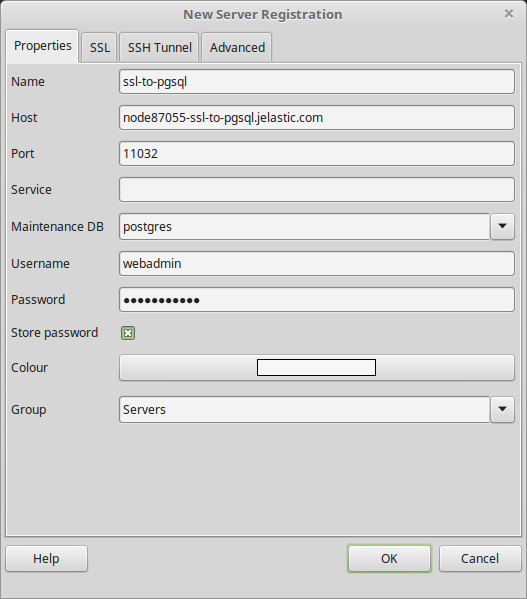 New Server Registration
Properties SSL SSH Tunnel Advanced
Name ssl-to-pgsql
Host node87055-ssl-to-pgsql.jelastic.com
Port 11032
Service
Maintenance DB postgres
Username webadmin
Password ●●●●●●●●●●●
Store password
Colour
Group Servers
Help OK Cancel